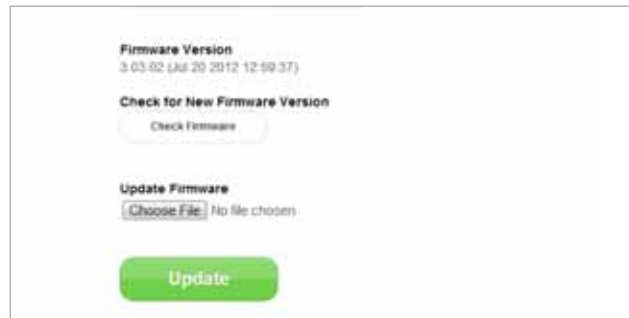 Firmware Version
3.03.02 (Jul 20 2012 12:59:37)
Check for New Firmware Version
Check Firmware
Update Firmware
Choose File No file chosen
Update